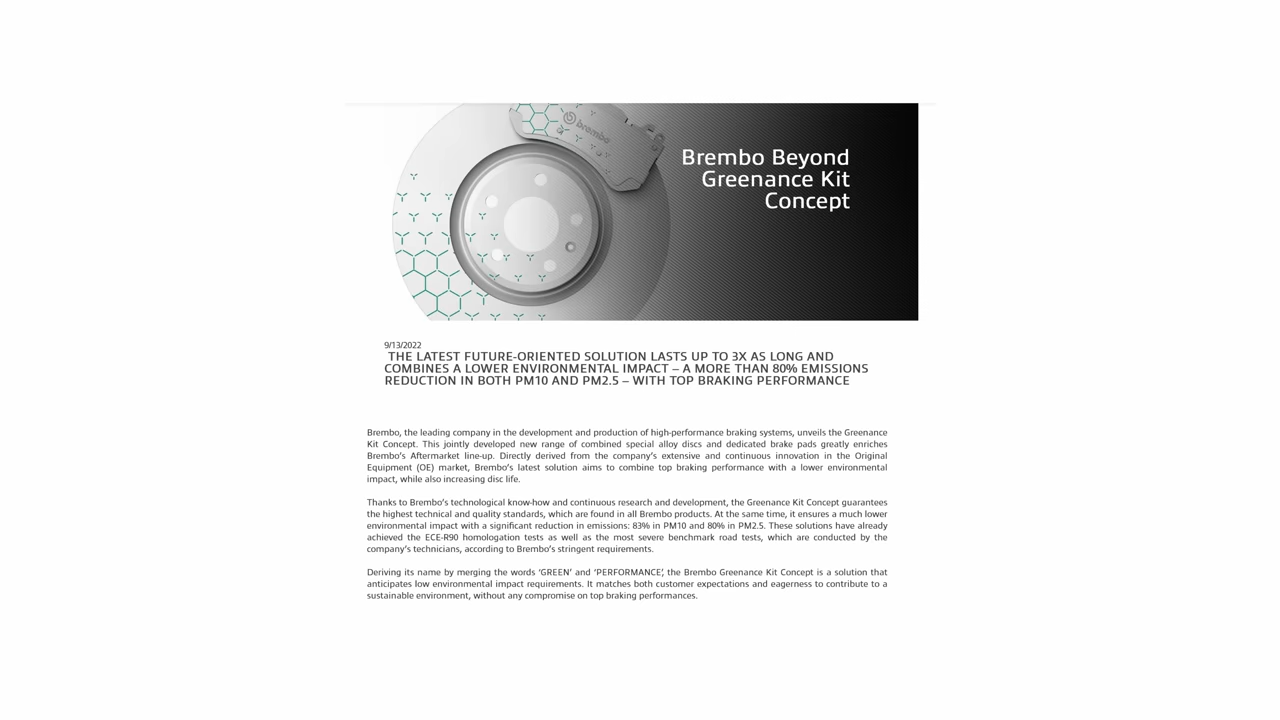 brembo
Brembo Beyond
Greenance Kit
Concept
9/13/2022
THE LATEST FUTURE-ORIENTED SOLUTION LASTS UP TO 3X AS LONG AND
COMBINES A LOWER ENVIRONMENTAL IMPACT – A MORE THAN 80% EMISSIONS
REDUCTION IN BOTH PM10 AND PM2.5 – WITH TOP BRAKING PERFORMANCE
Brembo, the leading company in the development and production of high-performance braking systems, unveils the Greenance
Kit Concept. This jointly developed new range of combined special alloy discs and dedicated brake pads greatly enriches
Brembo's Aftermarket line-up. Directly derived from the company's extensive and continuous innovation in the Original
Equipment (OE) market, Brembo's latest solution aims to combine top braking performance with a lower environmental
impact, while also increasing disc life.
Thanks to Brembo's technological know-how and continuous research and development, the Greenance Kit Concept guarantees
the highest technical and quality standards, which are found in all Brembo products. At the same time, it ensures a much lower
environmental impact with a significant reduction in emissions: 83% in PM10 and 80% in PM2.5. These solutions have already
achieved the ECE-R90 homologation tests as well as the most severe benchmark road tests, which are conducted by the
company's technicians, according to Brembo's stringent requirements.
Deriving its name by merging the words 'GREEN' and 'PERFORMANCE', the Brembo Greenance Kit Concept is a solution that
anticipates low environmental impact requirements. It matches both customer expectations and eagerness to contribute to a
sustainable environment, without any compromise on top braking performances.